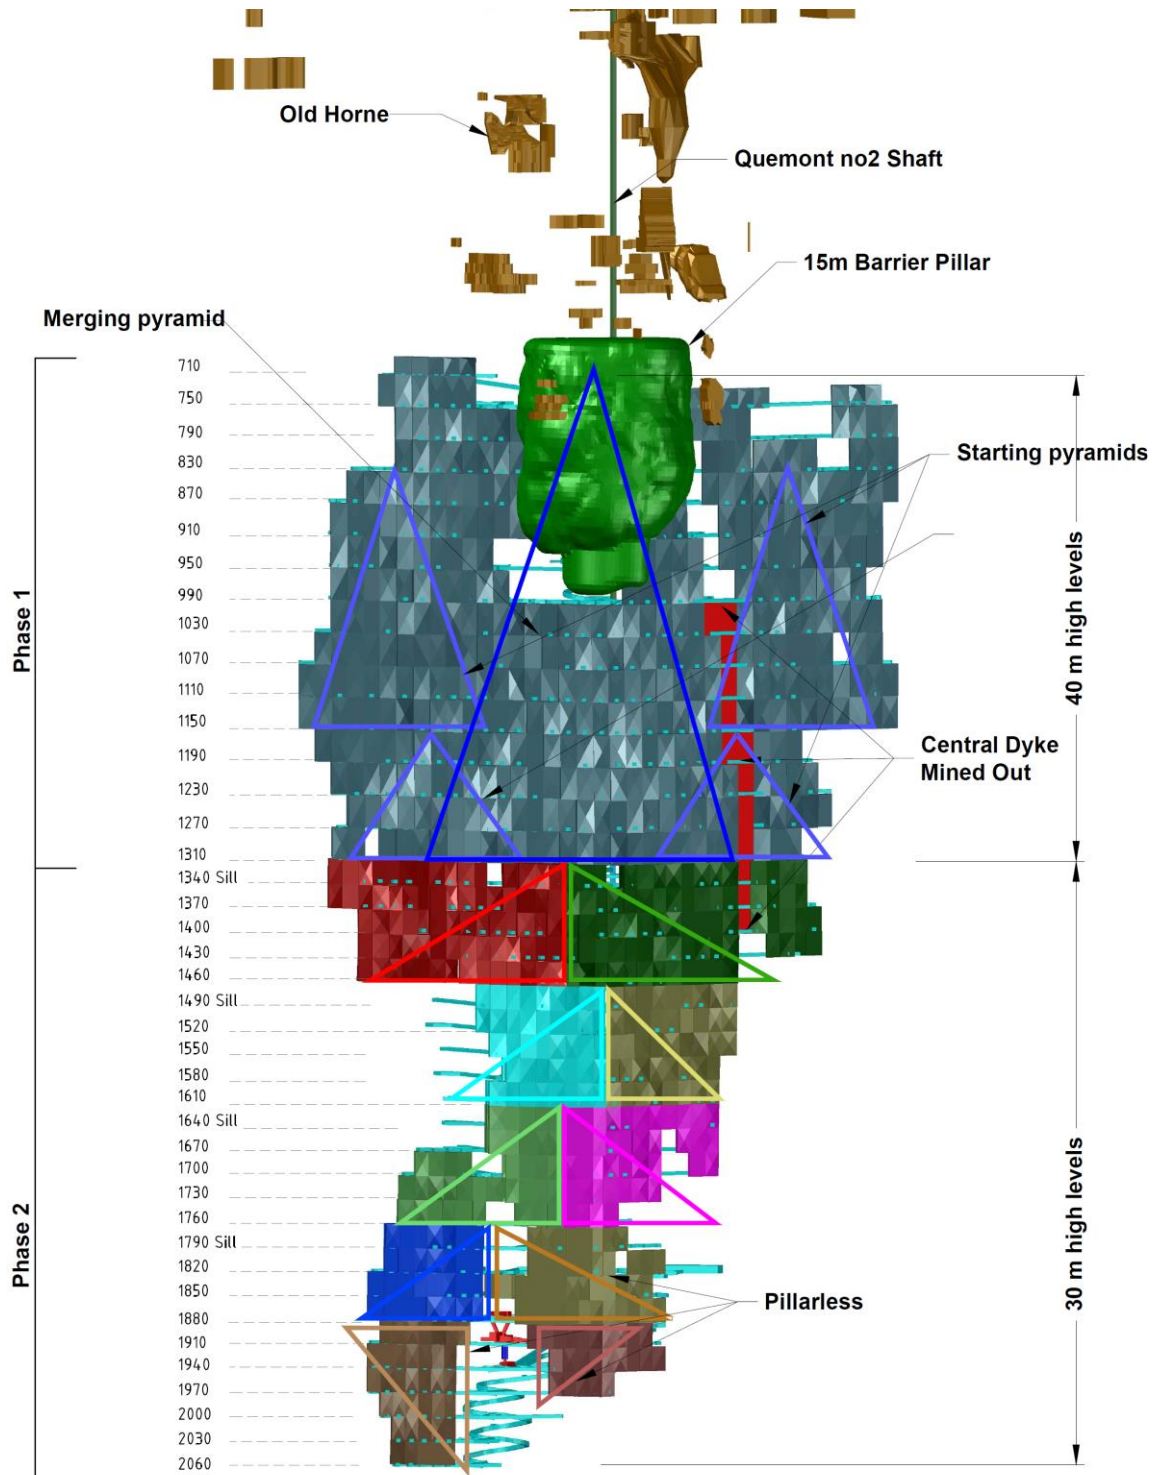 Old Horne
Quemont no2 Shaft
15m Barrier Pillar
Merging pyramid
Starting pyramids
Central Dyke
Mined Out
Pillarless
Phase 1
Phase 2
40 m high levels
30 m high levels
710
750
790
830
870
910
950
990
1030
1070
1110
1150
1190
1230
1270
1310
1340 Sill
1370
1400
1430
1460
1490 Sill
1520
1550
1580
1610
1640 Sill
1670
1700
1730
1760
1790 Sill
1820
1850
1880
1910
1940
1970
2000
2030
2060